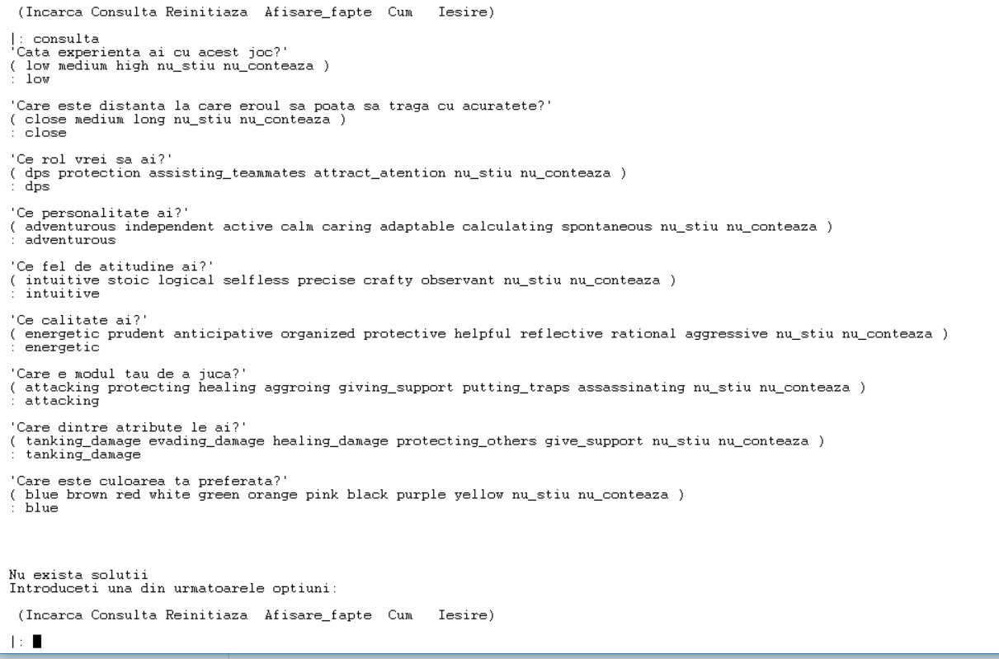 (Incarca Consulta Reinitiaza Afisare_fapte Cum Iesire)
|: consulta
'Cata experienta ai cu acest joc?'
( low medium high nu_stiu nu_conteaza )
: low
'Care este distanta la care eroul sa poata sa traga cu acuratete?'
( close medium long nu_stiu nu_conteaza )
: close
'Ce rol vrei sa ai?'
( dps protection assisting_teammates attract_atention nu_stiu nu_conteaza )
: dps
'Ce personalitate ai?'
( adventurous independent active calm caring adaptable calculating spontaneous nu_stiu nu_conteaza )
: adventurous
'Ce fel de atitudine ai?'
( intuitive stoic logical selfless precise crafty observant nu_stiu nu_conteaza )
: intuitive
'Ce calitate ai?'
( energetic prudent anticipative organized protective helpful reflective rational aggressive nu_stiu nu_conteaza )
: energetic
'Care e modul tau de a juca?'
( attacking protecting healing aggroing giving_support putting_traps assassinating nu_stiu nu_conteaza )
: attacking
'Care dintre atribute le ai?'
( tanking_damage evading_damage healing_damage protecting_others give_support nu_stiu nu_conteaza )
: tanking_damage
'Care este culoarea ta preferata?'
( blue brown red white green orange pink black purple yellow nu_stiu nu_conteaza )
: blue
Nu exista solutii
Introduceti una din urmatoarele optiuni:
(Incarca Consulta Reinitiaza Afisare_fapte Cum Iesire)
|: